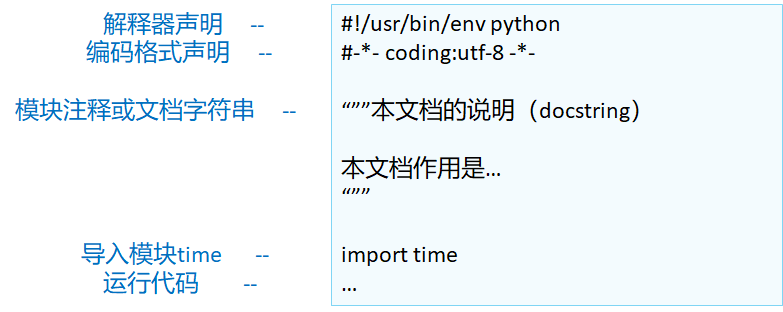 解释器声明 -- #!/usr/bin/env python
编码格式声明 -- #-*- coding:utf-8 -*-
模块注释或文档字符串 -- “””本文档的说明（docstring）
本文档作用是...
“””
导入模块time -- import time
运行代码 -- ...